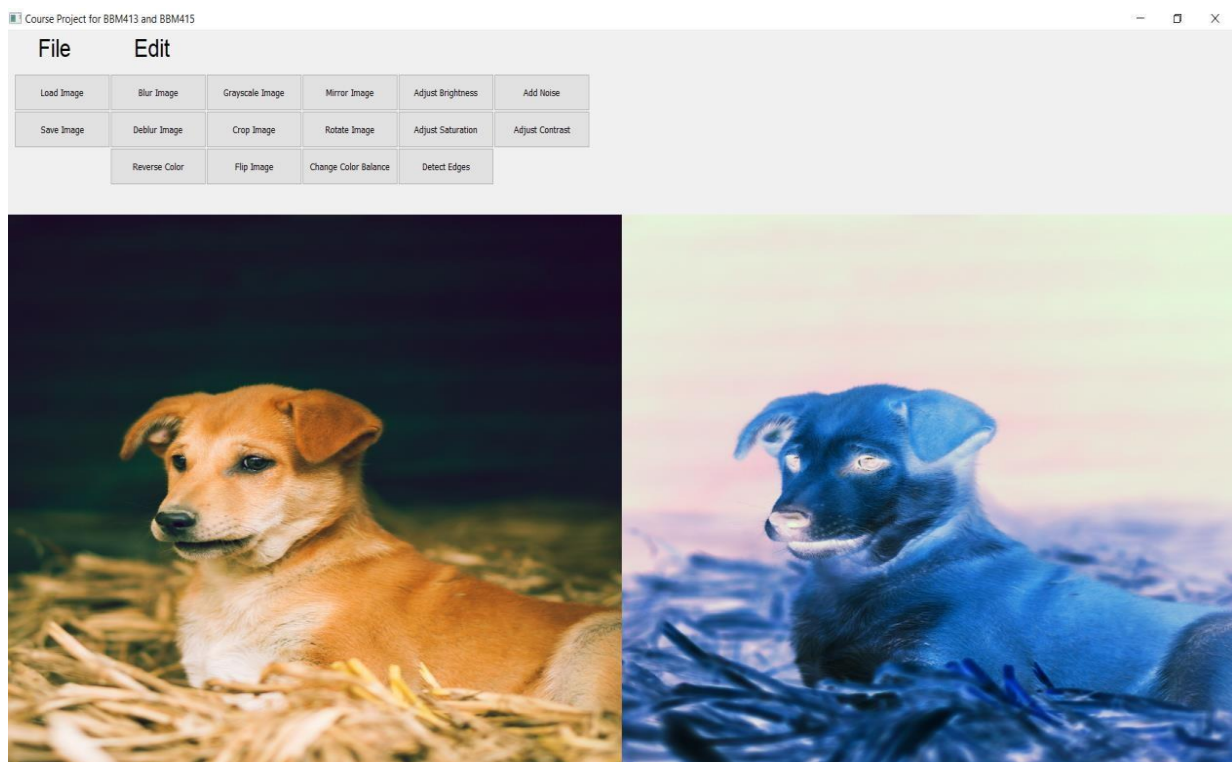 Course Project for BBM413 and BBM415
File Edit
Load Image Blur Image Grayscale Image Mirror Image Adjust Brightness Add Noise
Save Image Deblur Image Crop Image Rotate Image Adjust Saturation Adjust Contrast
Reverse Color Flip Image Change Color Balance Detect Edges